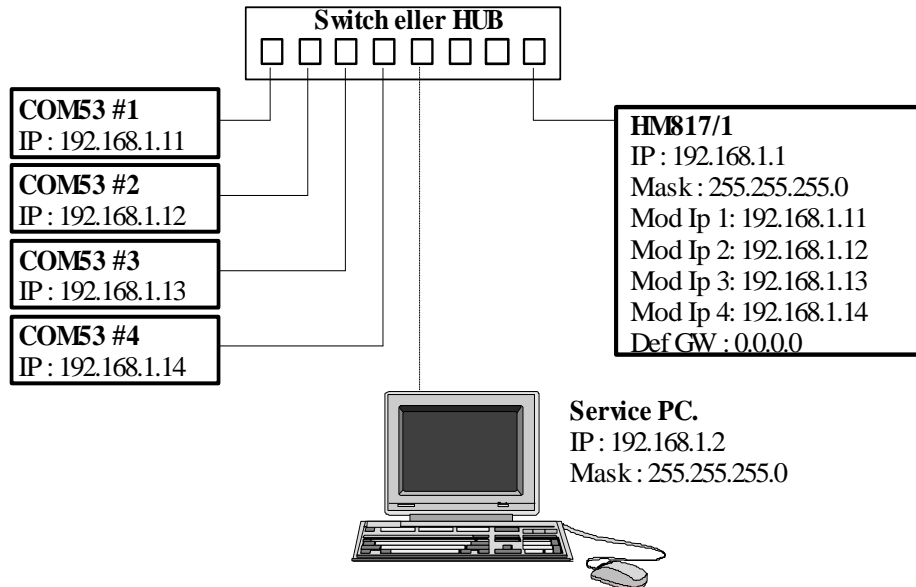 Switch eller HUB
COM53 #1
IP : 192.168.1.11
COM53 #2
IP : 192.168.1.12
COM53 #3
IP : 192.168.1.13
COM53 #4
IP : 192.168.1.14
HM817/1
IP : 192.168.1.1
Mask : 255.255.255.0
Mod Ip 1: 192.168.1.11
Mod Ip 2: 192.168.1.12
Mod Ip 3: 192.168.1.13
Mod Ip 4: 192.168.1.14
Def GW : 0.0.0.0
Service PC.
IP : 192.168.1.2
Mask : 255.255.255.0